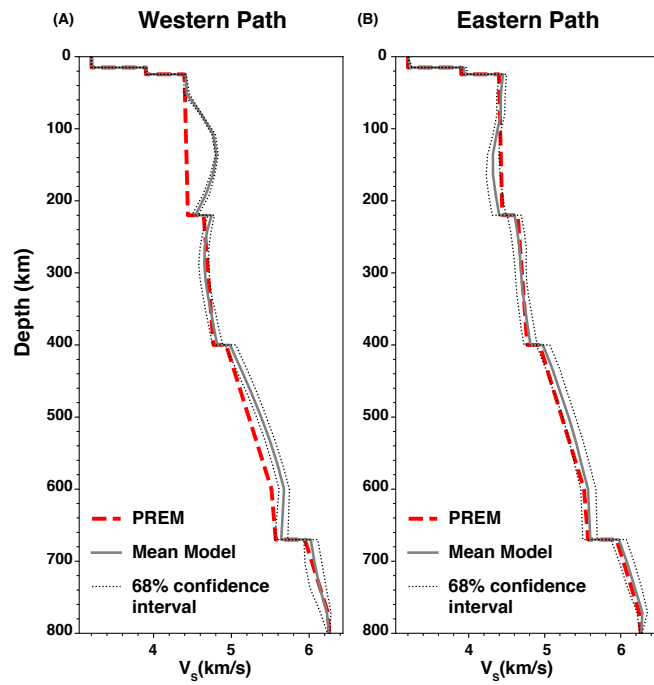 (A) Western Path
(B) Eastern Path
0
100
200
300
400
500
600
700
800
Depth (km)
PREM
Mean Model
68% confidence
interval
4 5 6
V_s(km/s)
0
100
200
300
400
500
600
700
800
PREM
Mean Model
68% confidence
interval
4 5 6
V_s(km/s)